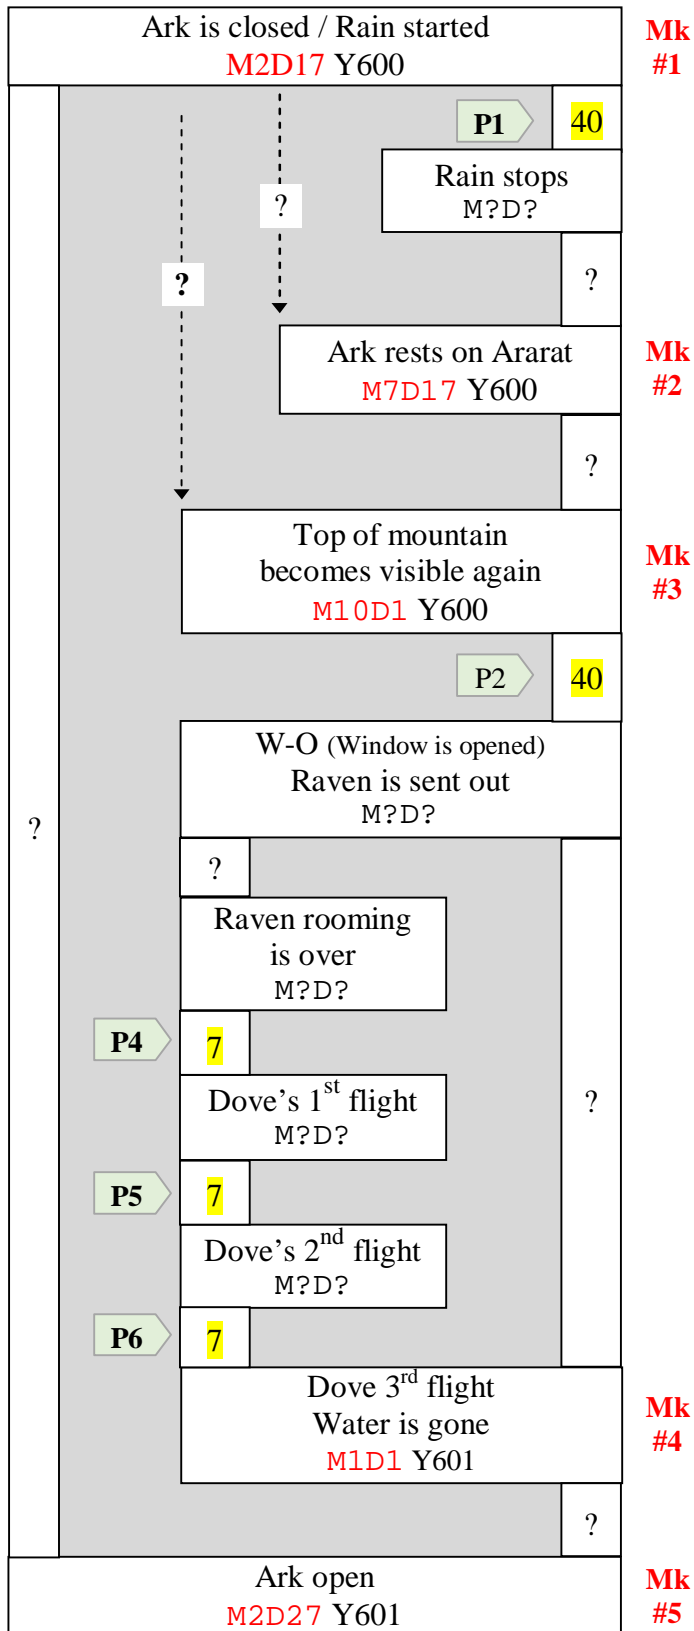 Ark is closed / Rain started
M2D17 Y600
Mk
#1
P1
40
Rain stops
M?D?
?
?
?
Ark rests on Ararat
M7D17 Y600
Mk
#2
?
Top of mountain
becomes visible again
M10D1 Y600
Mk
#3
P2
40
W-O (Window is opened)
Raven is sent out
M?D?
?
?
Raven rooming
is over
M?D?
P4
7
Dove's 1st flight
M?D?
?
P5
7
Dove's 2nd flight
M?D?
P6
7
Dove 3rd flight
Water is gone
M1D1 Y601
Mk
#4
?
Ark open
M2D27 Y601
Mk
#5